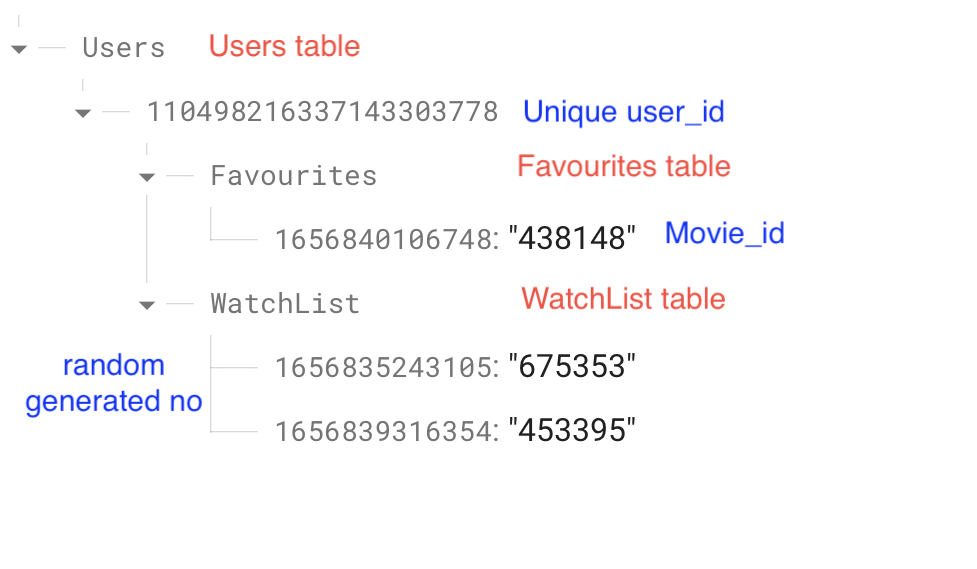 Users Users table
110498216337143303778 Unique user_id
Favourites Favourites table
1656840106748: "438148" Movie_id
WatchList WatchList table
random
generated no
1656835243105: "675353"
1656839316354: "453395"